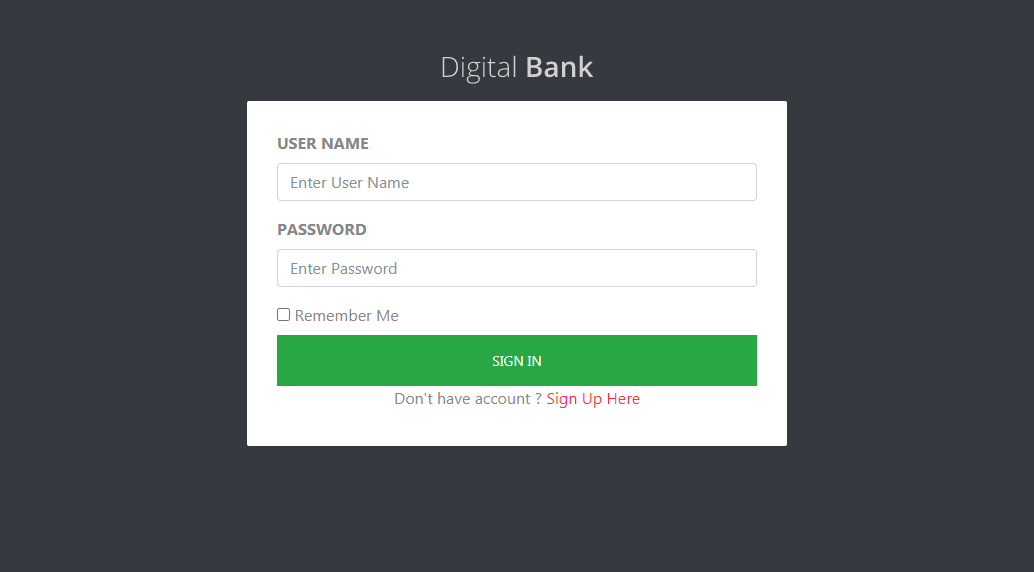 Digital Bank
USER NAME
Enter User Name
PASSWORD
Enter Password
Remember Me
SIGN IN
Don't have account ? Sign Up Here